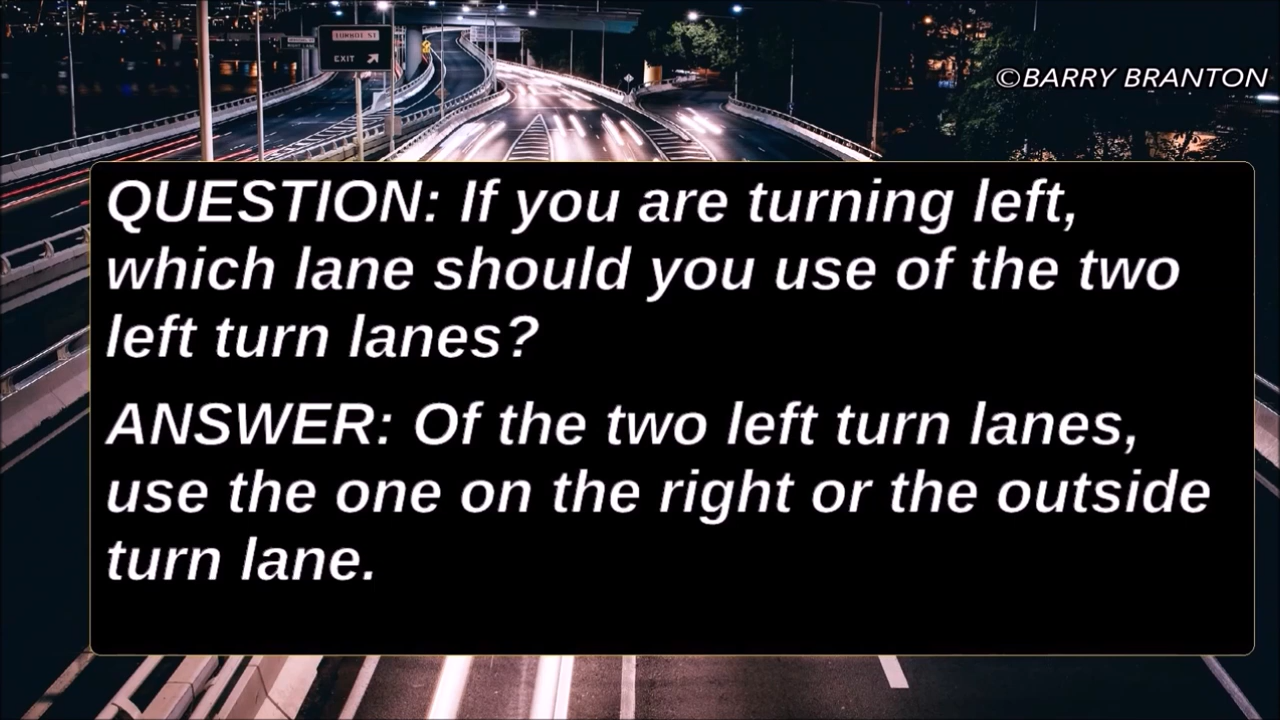 TURBOT ST
EXIT
©BARRY BRANTON
QUESTION: If you are turning left,
which lane should you use of the two
left turn lanes?
ANSWER: Of the two left turn lanes,
use the one on the right or the outside
turn lane.